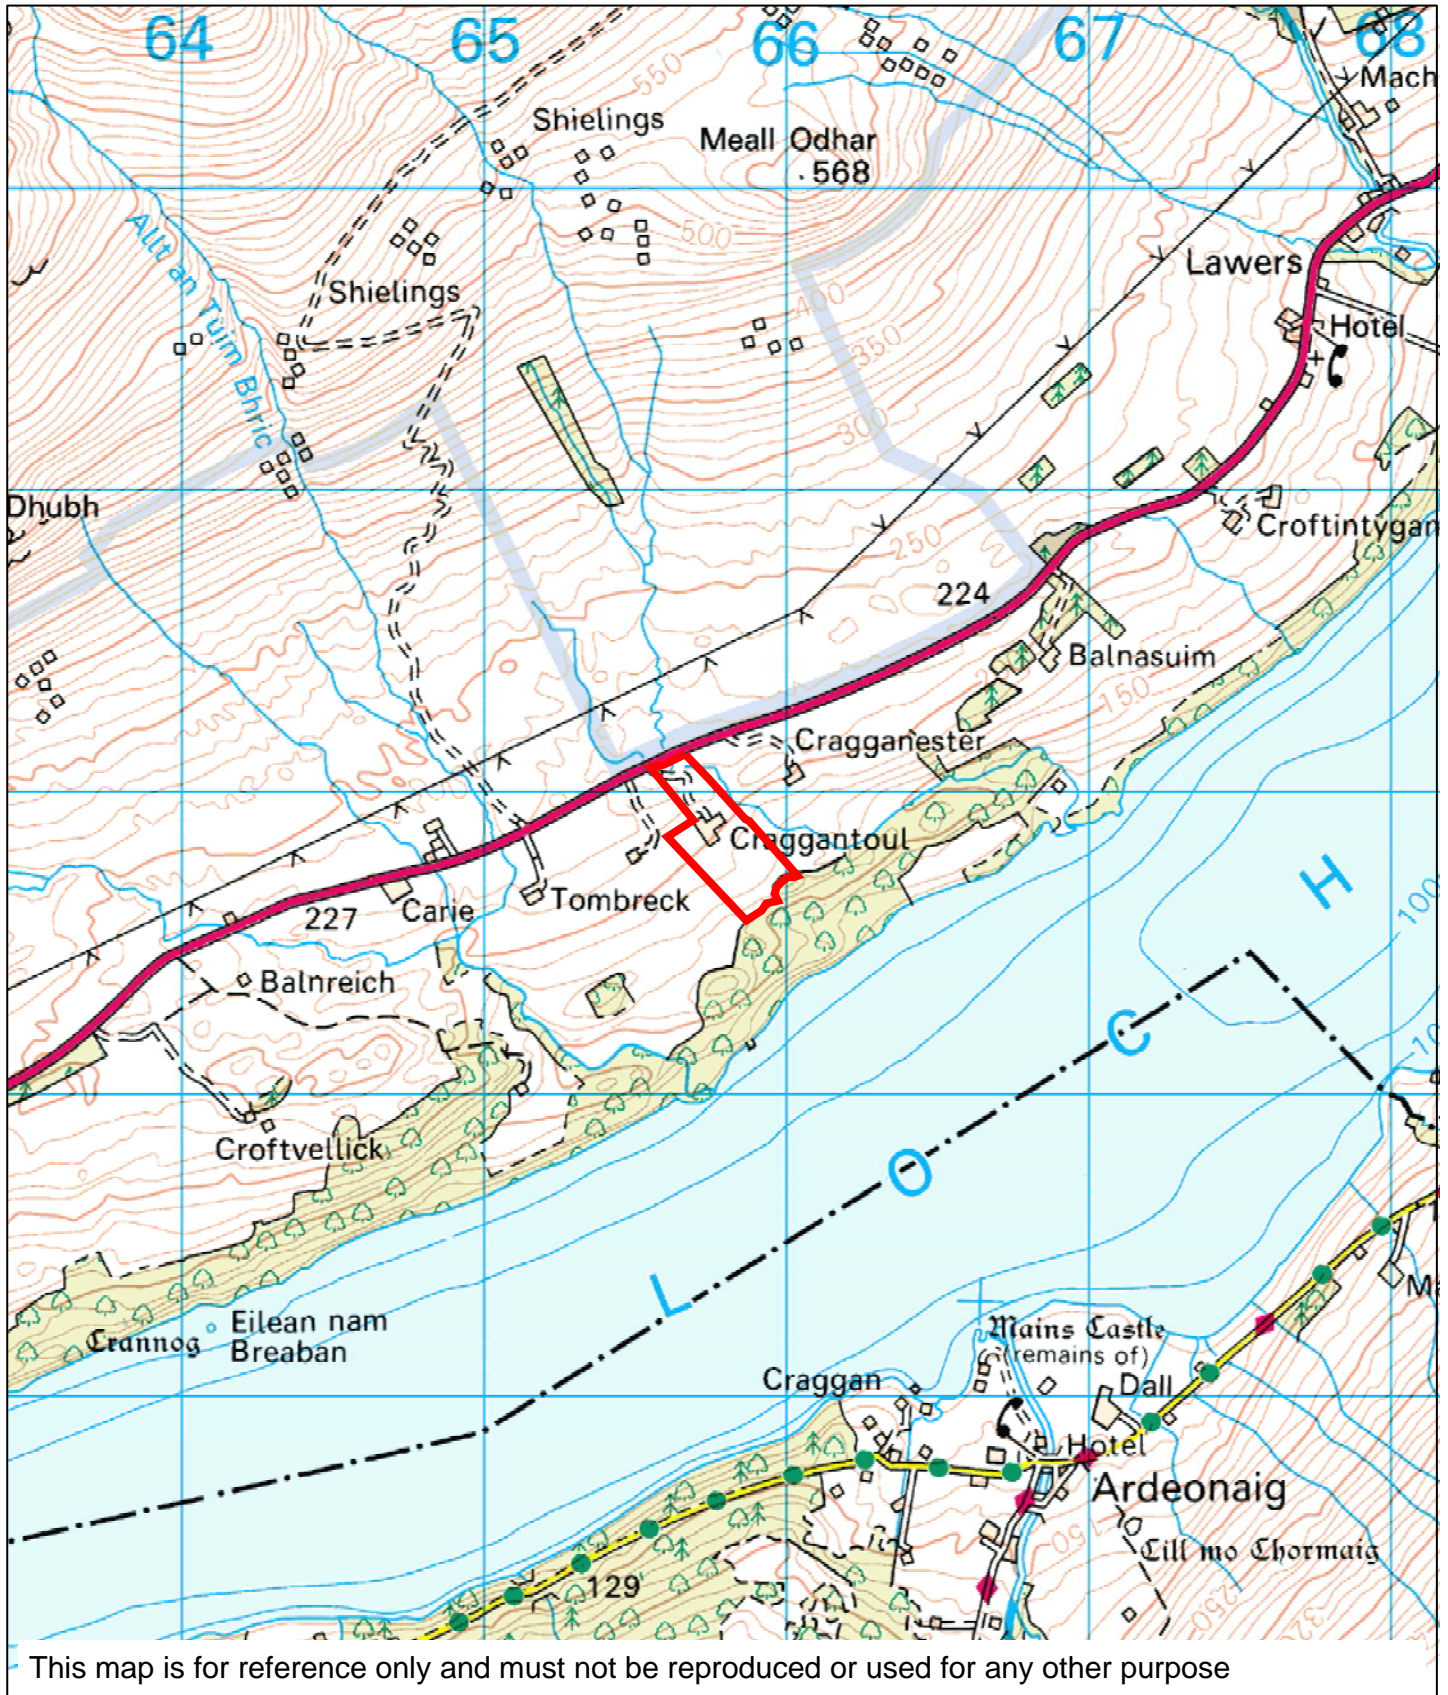 64 65 66 67 68
Mach
Shielings
Meall Odhar
568
550
500
Allt an Tuim Bhric
Lawers
Shielings
400
Hotel
350
300
Dhubh
Croftintygan
250
224
Balnasuim
150
Cragganester
Craggantoul
Tombreck
Carie
227
H
100
Balnreich
C
Croftvellick
O
L
Crannog
Eilean nam
Breaban
Mains Castle
(remains of)
Craggan
Dall
Hotel
Ardeonaig
150
Cill mo Chormaig
129
250
This map is for reference only and must not be reproduced or used for any other purpose